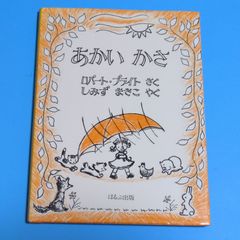 あかい かさ
ロバート・ブライト さく
しみず まさこ やく
ほるぷ出版